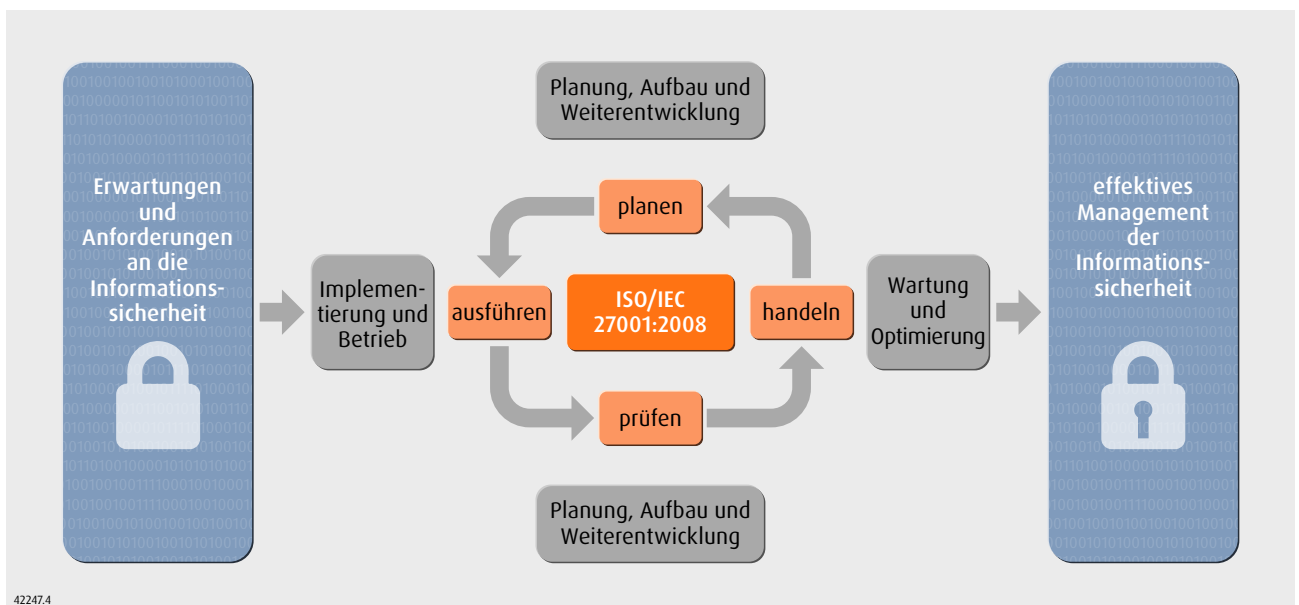 Planung, Aufbau und
Weiterentwicklung
Erwartungen
und
Anforderungen
an die
Informations-
sicherheit
planen
effektives
Management
der
Informations-
sicherheit
Implemen-
tierung und
Betrieb
ausführen
ISO/IEC
27001:2008
handeln
Wartung
und
Optimierung
prüfen
Planung, Aufbau und
Weiterentwicklung
42247.4